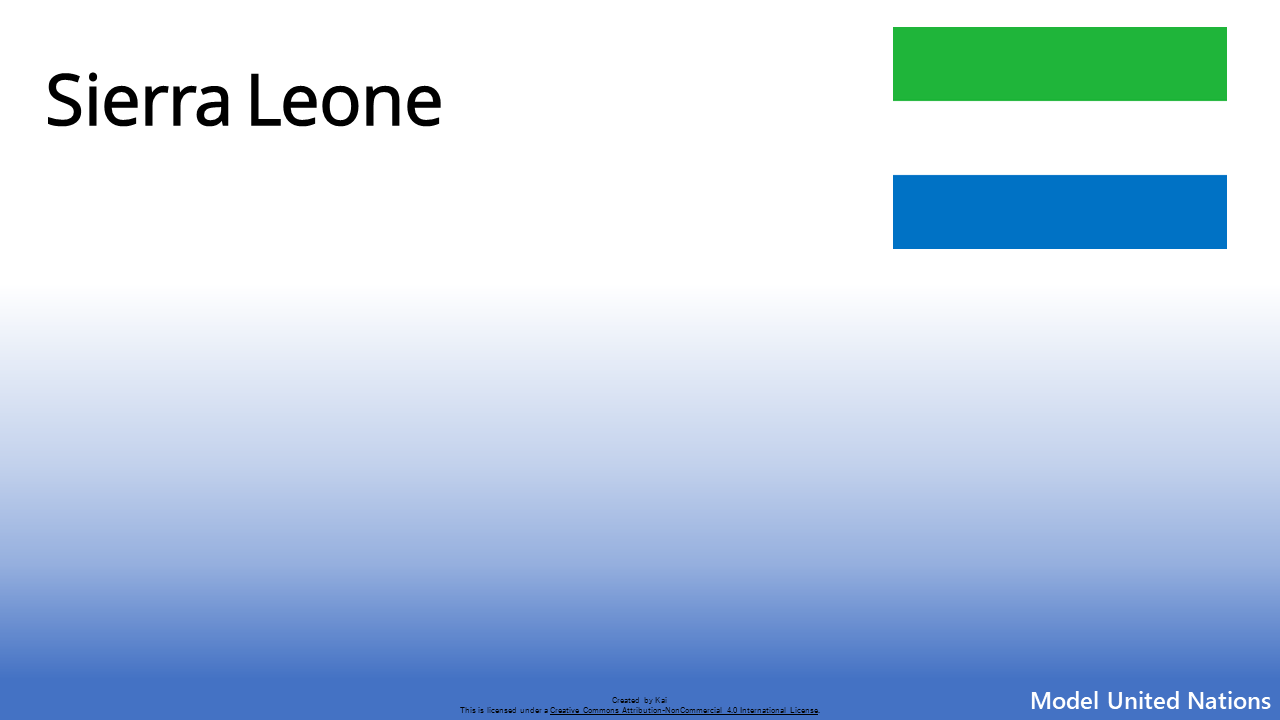 Sierra Leone
Created by Kai
This is licensed under a Creative Commons Attribution-NonCommercial 4.0 International License.
Model United Nations